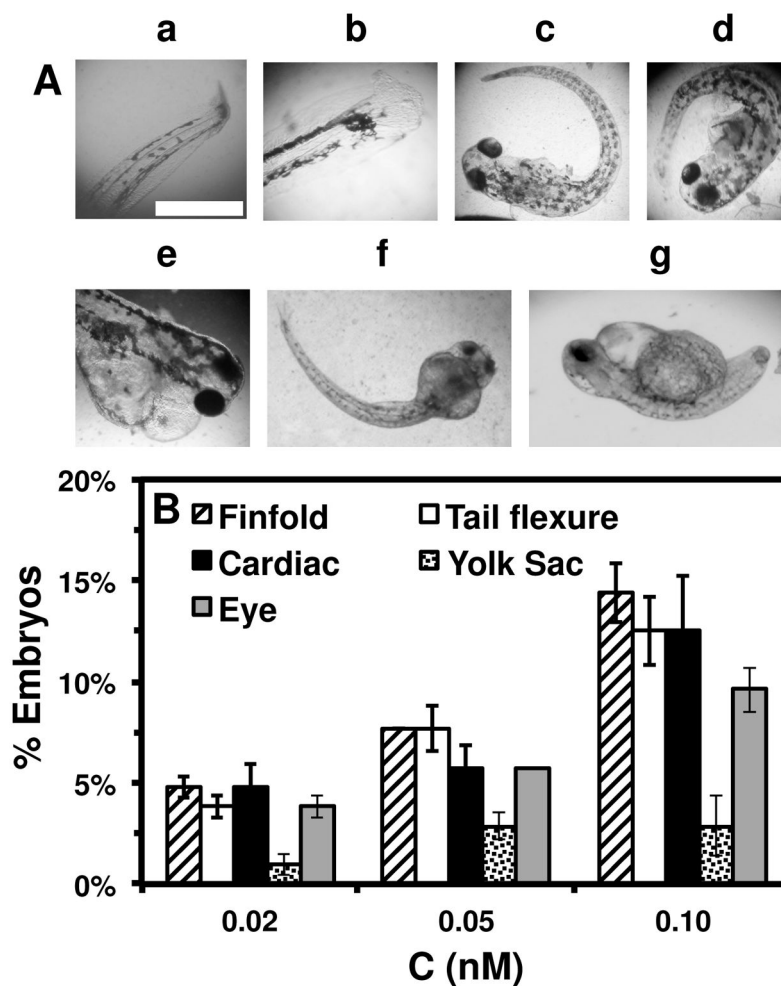 a b c d
A
e f g
B
Finfold Tail flexure
Cardiac Yolk Sac
Eye
20%
15%
10%
5%
0%
% Embryos
0.02 0.05 0.10
C (nM)